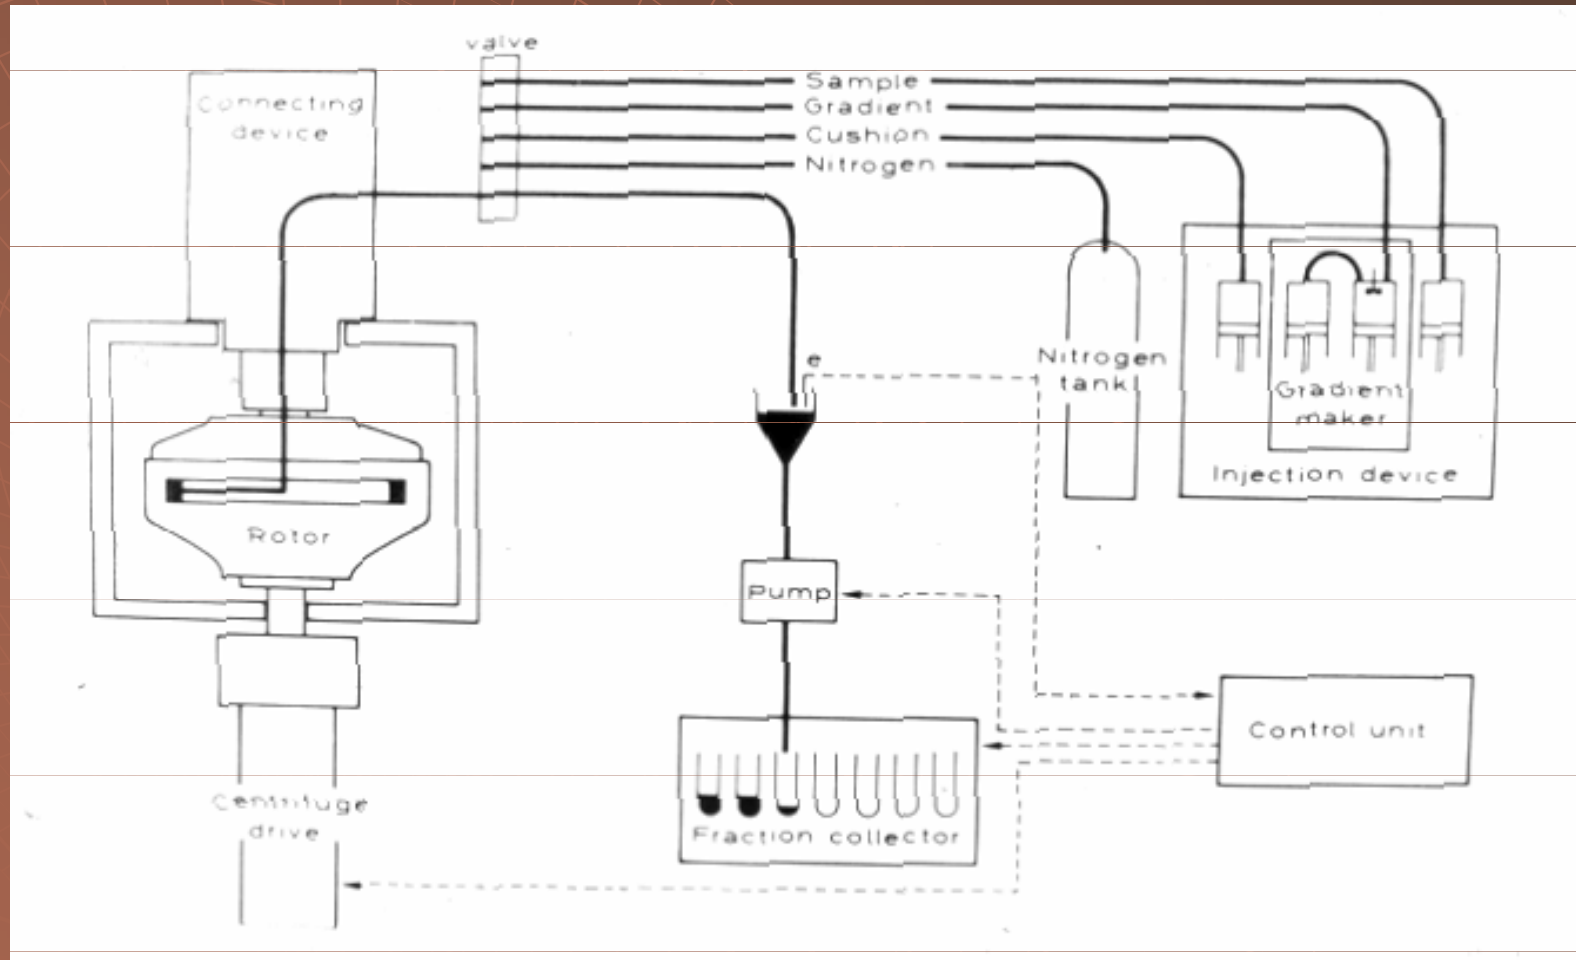 valve
Connecting
device
Sample
Gradient
Cushion
Nitrogen
e
Nitrogen
tank
Gradient
maker
Injection device
Rotor
Pump
Control unit
Centrifuge
drive
Fraction collector